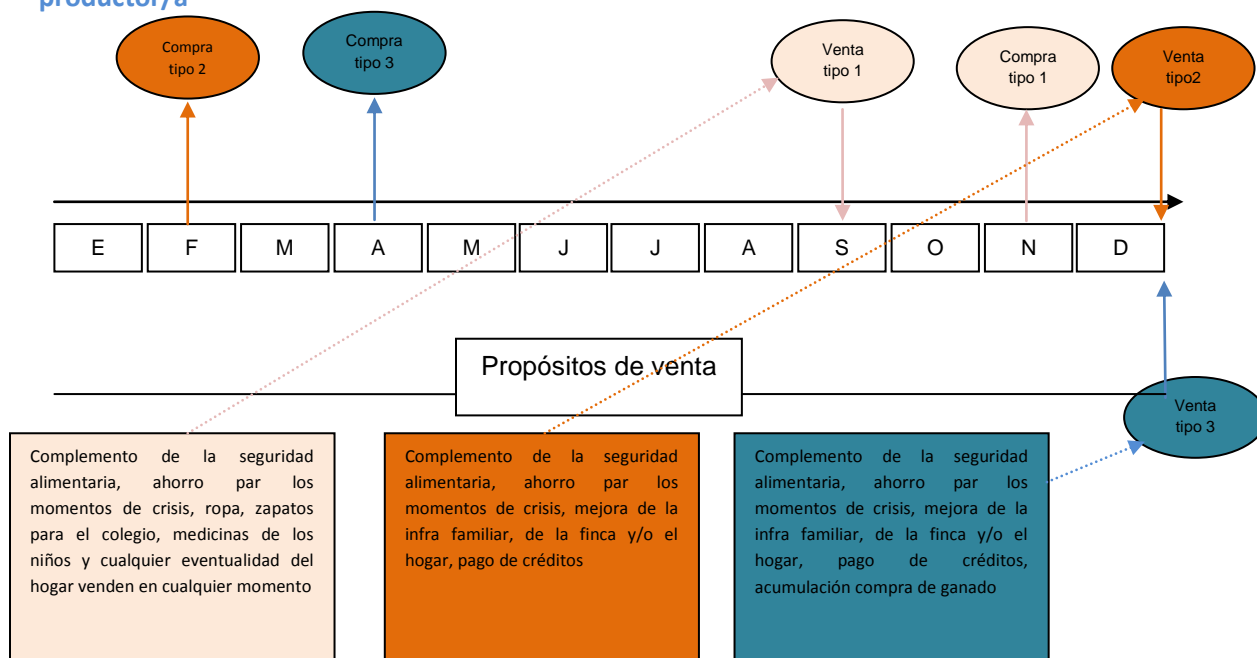 productor/a
Compra
tipo 2
Compra
tipo 3
Venta
tipo 1
Compra
tipo 1
Venta
tipo2
E F M A M J J A S O N D
Propósitos de venta
Venta
tipo 3
Complemento de la seguridad
alimentaria, ahorro par los
momentos de crisis, ropa, zapatos
para el colegio, medicinas de los
niños y cualquier eventualidad del
hogar venden en cualquier momento
Complemento de la seguridad
alimentaria, ahorro par los
momentos de crisis, mejora de la
infra familiar, de la finca y/o el
hogar, pago de créditos
Complemento de la seguridad
alimentaria, ahorro par los
momentos de crisis, mejora de la
infra familiar, de la finca y/o el
hogar, pago de créditos,
acumulación compra de ganado